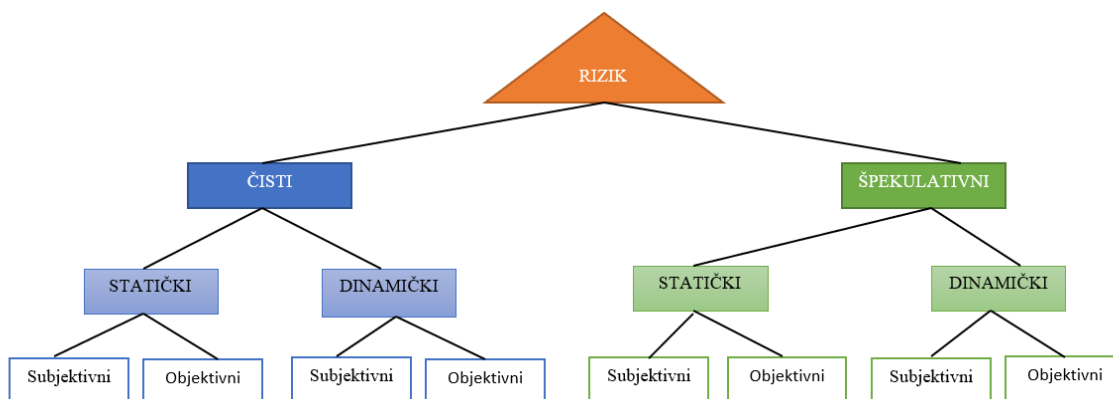 RIZIK
ČISTI
ŠPEKULATIVNI
STATIČKI
DINAMIČKI
STATIČKI
DINAMIČKI
Subjektivni
Objektivni
Subjektivni
Objektivni
Subjektivni
Objektivni
Subjektivni
Objektivni